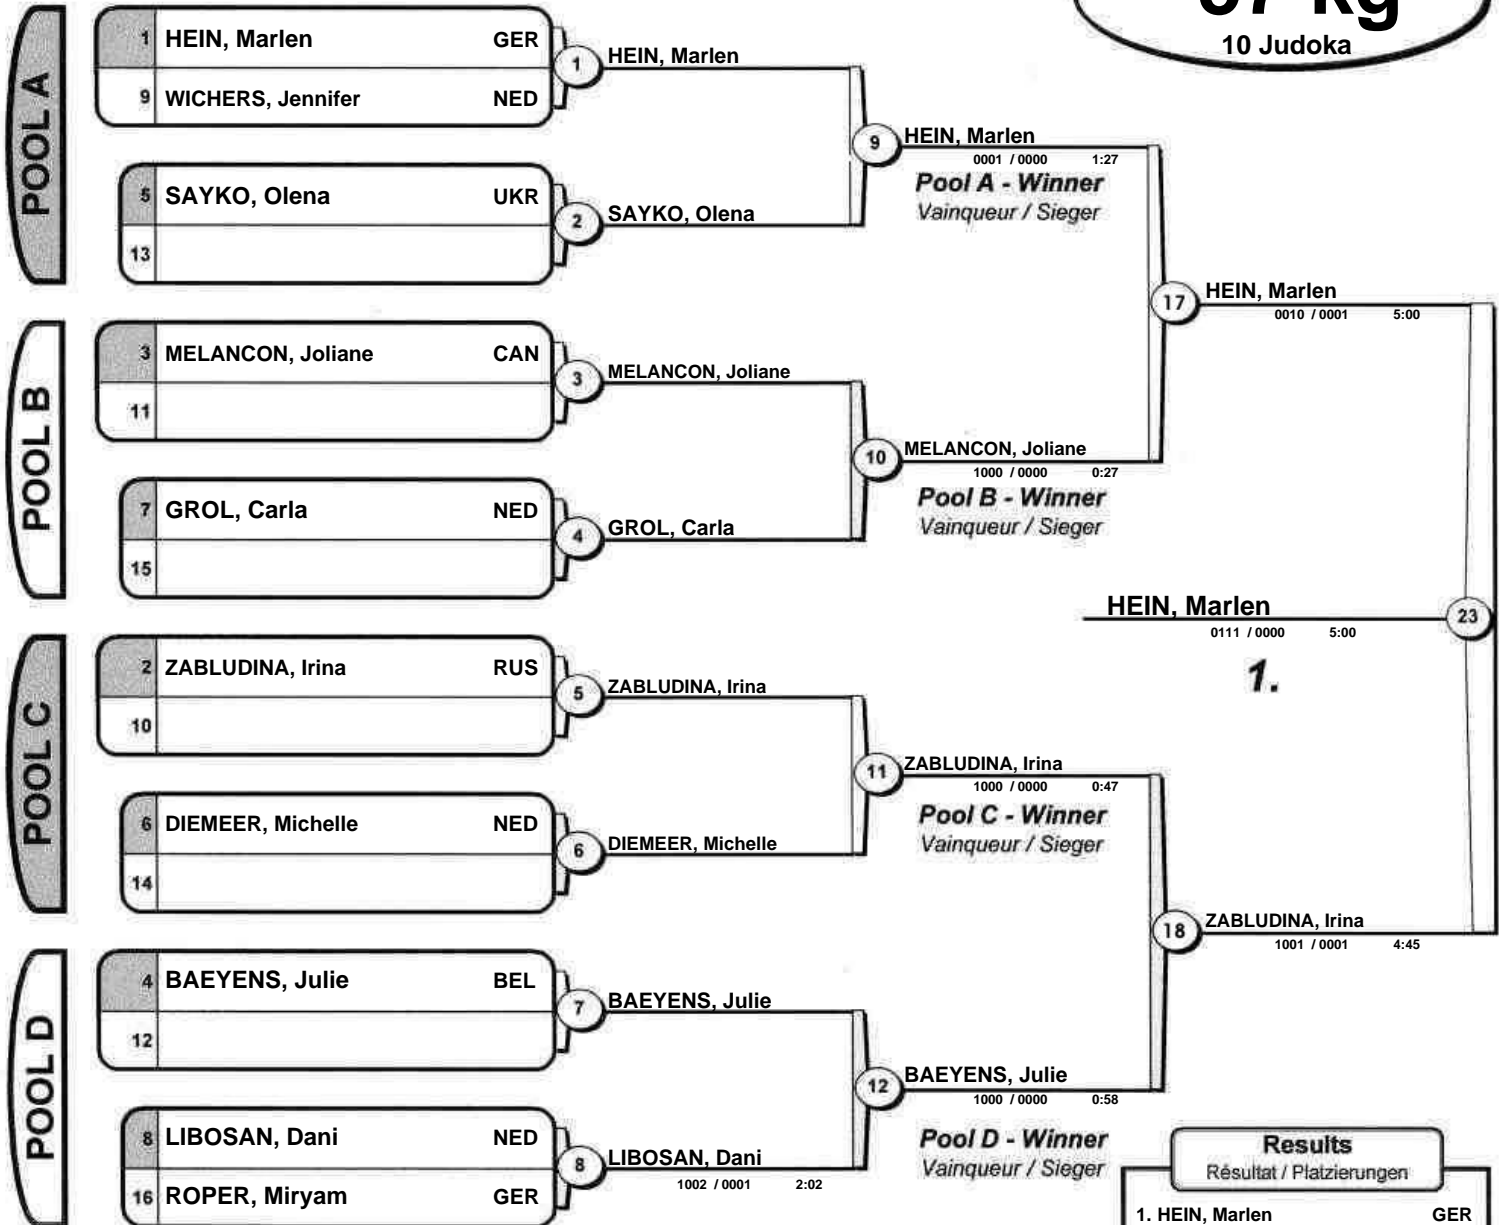 57 kg
10 Judoka
POOL A
1 HEIN, Marlen GER
9 WICHERS, Jennifer NED
1 HEIN, Marlen
5 SAYKO, Olena UKR
13
2 SAYKO, Olena
9 HEIN, Marlen
0001 / 0000 1:27
Pool A - Winner
Vainqueur / Sieger
POOL B
3 MELANCON, Joliane CAN
11
3 MELANCON, Joliane
7 GROL, Carla NED
15
4 GROL, Carla
10 MELANCON, Joliane
1000 / 0000 0:27
Pool B - Winner
Vainqueur / Sieger
17 HEIN, Marlen
0010 / 0001 5:00
HEIN, Marlen 23
0111 / 0000 5:00
1.
POOL C
2 ZABLUDINA, Irina RUS
10
5 ZABLUDINA, Irina
6 DIEMEER, Michelle NED
14
6 DIEMEER, Michelle
11 ZABLUDINA, Irina
1000 / 0000 0:47
Pool C - Winner
Vainqueur / Sieger
18 ZABLUDINA, Irina
1001 / 0001 4:45
POOL D
4 BAEYENS, Julie BEL
12
7 BAEYENS, Julie
8 LIBOSAN, Dani NED
16 ROPER, Miryam GER
8 LIBOSAN, Dani
1002 / 0001 2:02
12 BAEYENS, Julie
1000 / 0000 0:58
Pool D - Winner
Vainqueur / Sieger
Results
Résultat / Platzierungen
1. HEIN, Marlen GER